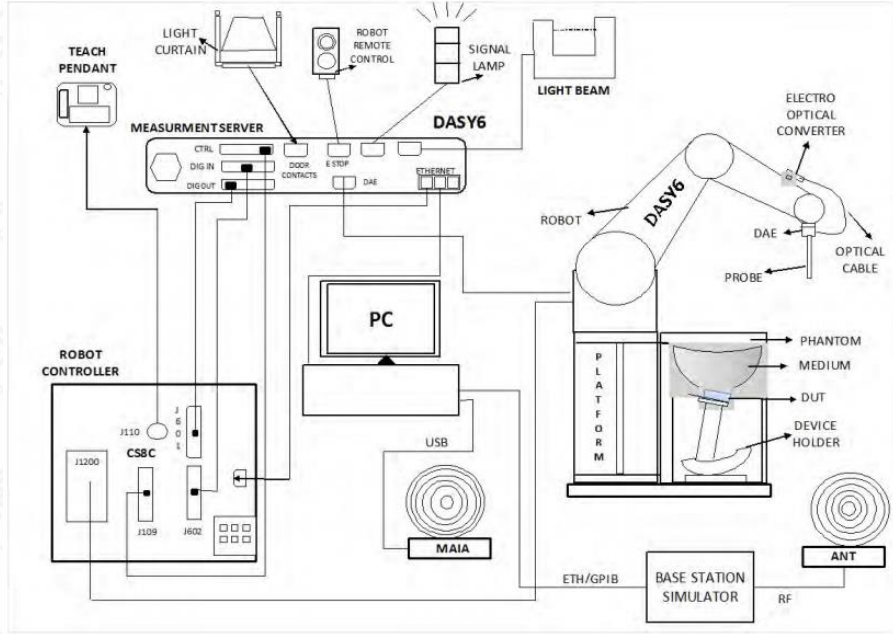 TEACH
PENDANT
LIGHT
CURTAIN
ROBOT
REMOTE
CONTROL
SIGNAL
LAMP
LIGHT BEAM
ELECTRO
OPTICAL
CONVERTER
MEASURMENT SERVER
DASY6
CTRL
DIG IN
DIG OUT
DOOR
CONTACTS
E STOP
DAE
ETHERNET
ROBOT
DASY6
DAE
OPTICAL
CABLE
PROBE
PC
PLATFORM
PHANTOM
MEDIUM
DUT
DEVICE
HOLDER
ROBOT
CONTROLLER
J110
J601
CS8C
J1200
J109
J602
USB
MAIA
ANT
ETH/GPIB
BASE STATION
SIMULATOR
RF